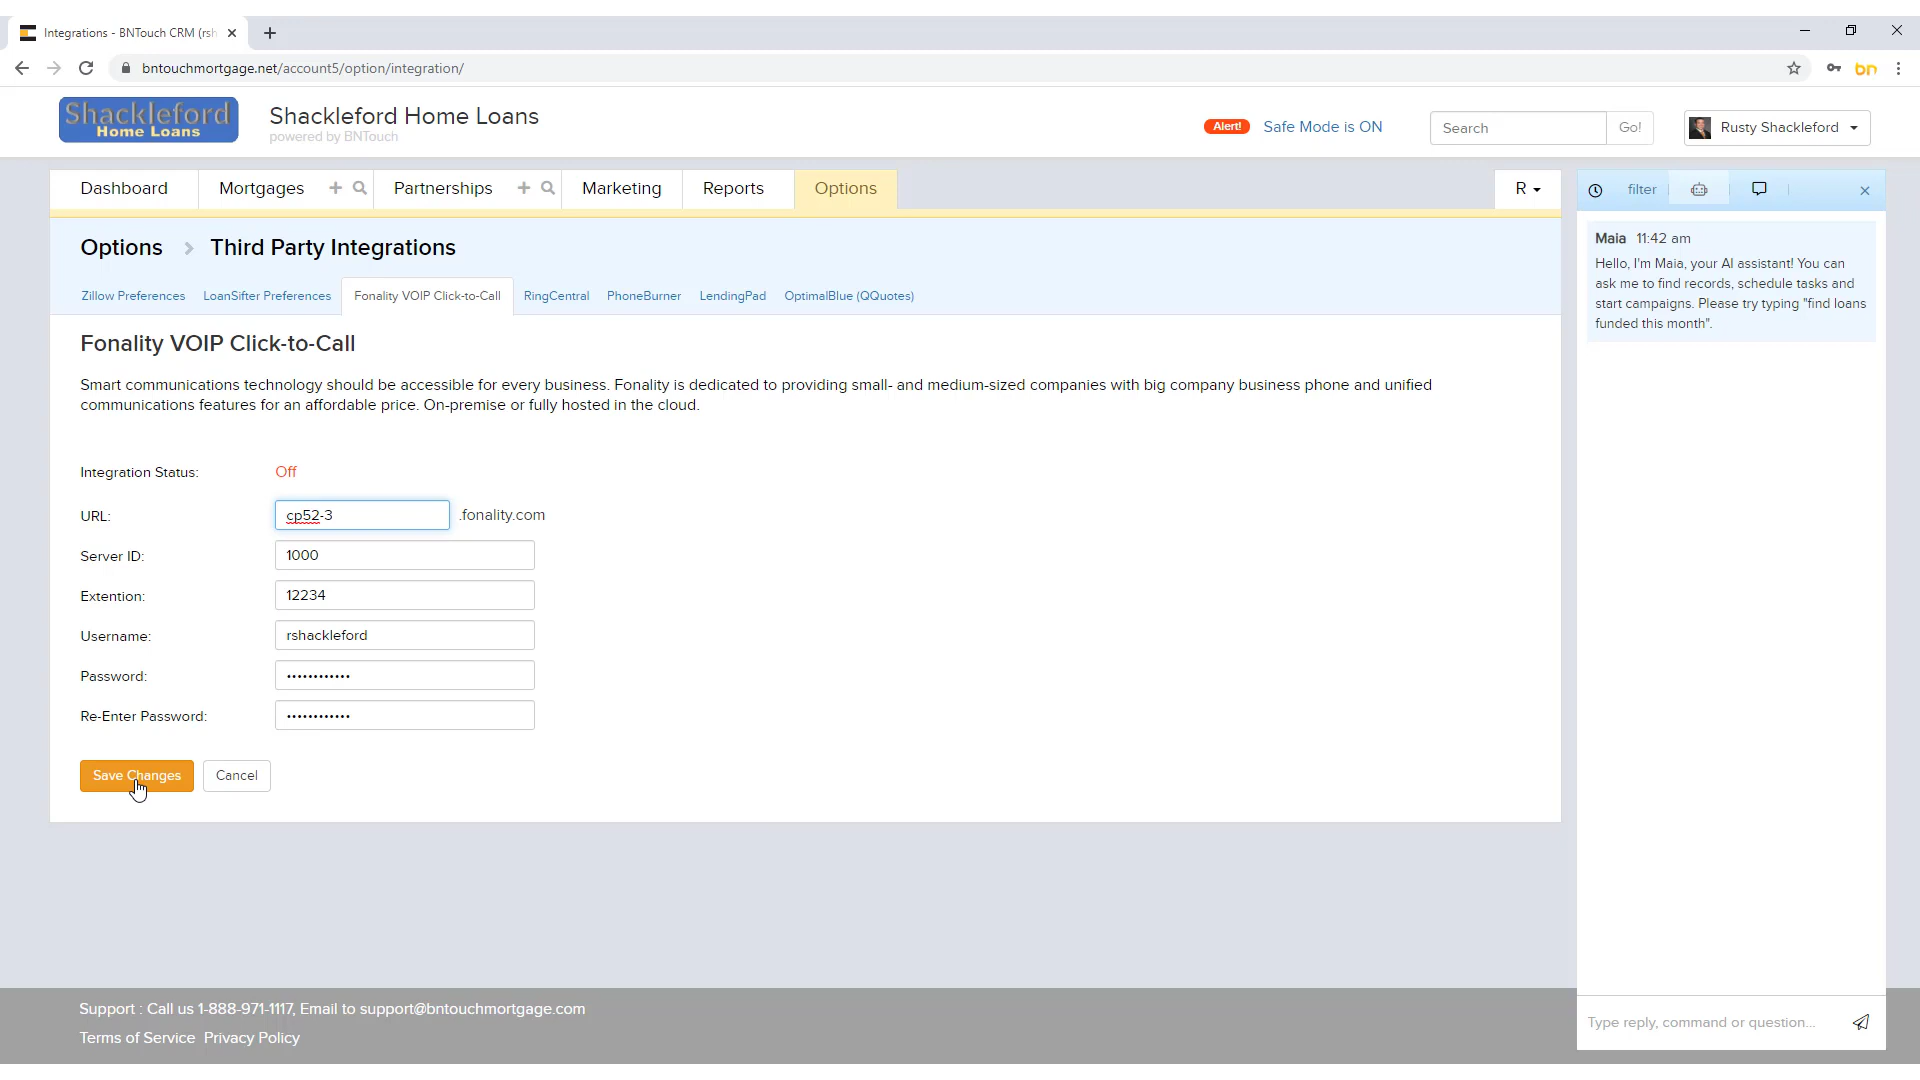 Integrations - BNTouch CRM (rsh
bntouchmortgage.net/account5/option/integration/
bn
Shackleford
Home Loans
Shackleford Home Loans
powered by BNTouch
Alert!
Safe Mode is ON
Search
Go!
Rusty Shackleford
Dashboard
Mortgages
Partnerships
Marketing
Reports
Options
R
filter
Options
Third Party Integrations
Zillow Preferences
LoanSifter Preferences
Fonality VOIP Click-to-Call
RingCentral
PhoneBurner
LendingPad
OptimalBlue (QQuotes)
Maia 11:42 am
Hello, I'm Maia, your AI assistant! You can
ask me to find records, schedule tasks and
start campaigns. Please try typing "find loans
funded this month".
Fonality VOIP Click-to-Call
Smart communications technology should be accessible for every business. Fonality is dedicated to providing small- and medium-sized companies with big company business phone and unified
communications features for an affordable price. On-premise or fully hosted in the cloud.
Integration Status: Off
URL: cp52-3 .fonality.com
Server ID: 1000
Extention: 12234
Username: rshackleford
Password: ••••••••••••
Re-Enter Password: ••••••••••••
Save Changes
Cancel
Support : Call us 1-888-971-1117, Email to support@bntouchmortgage.com
Terms of Service Privacy Policy
Type reply, command or question...